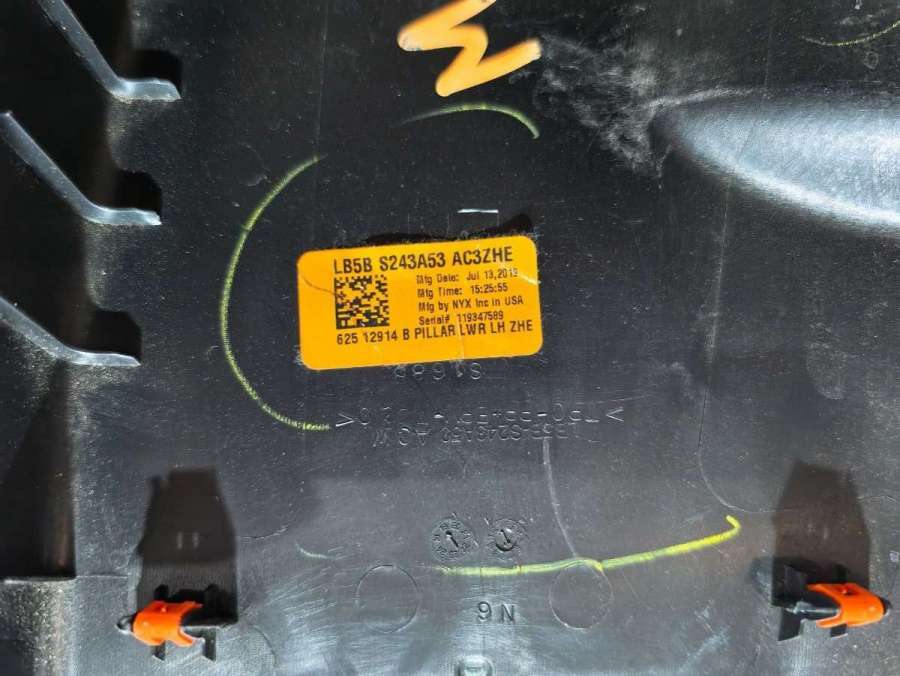 LB5B S243A53 AC3ZHE
Mfg Date: Jul 13,2019
Mfg Time: 15:25:55
Mfg by NYX Inc in USA
Serial# 119347589
625 12914 B PILLAR LWR LH ZHE
N 6